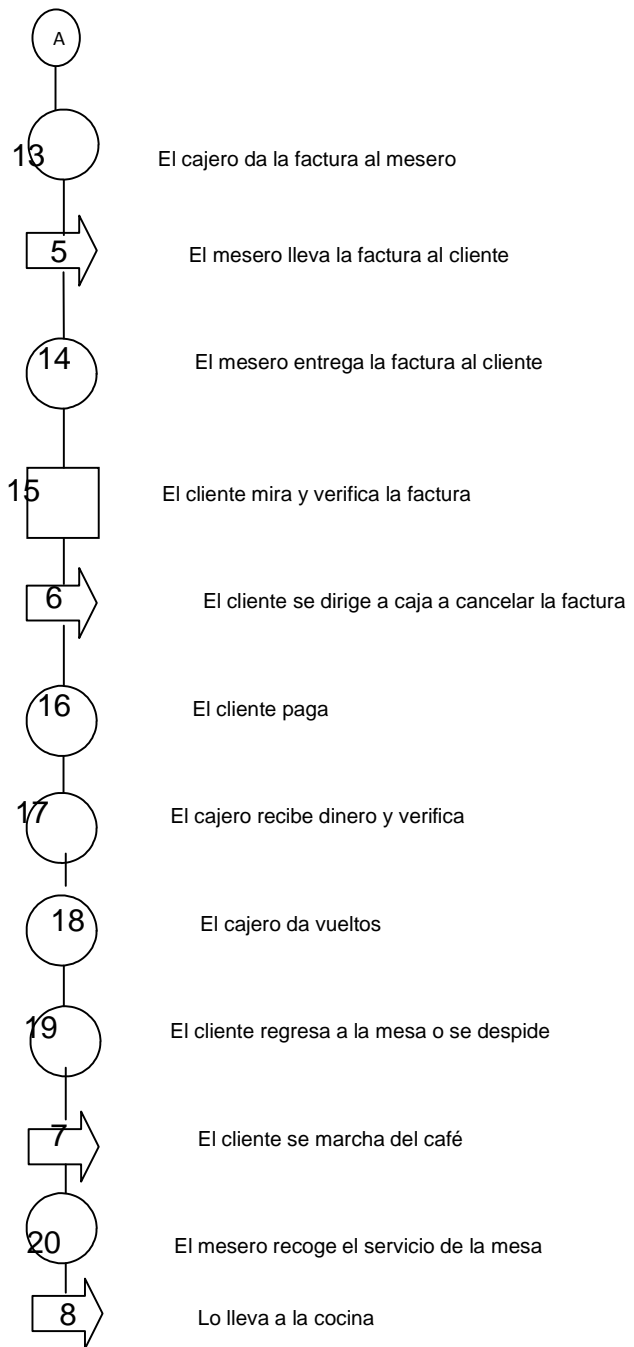 A
13 El cajero da la factura al mesero
5 El mesero lleva la factura al cliente
14 El mesero entrega la factura al cliente
15 El cliente mira y verifica la factura
6 El cliente se dirige a caja a cancelar la factura
16 El cliente paga
17 El cajero recibe dinero y verifica
18 El cajero da vueltos
19 El cliente regresa a la mesa o se despide
7 El cliente se marcha del café
20 El mesero recoge el servicio de la mesa
8 Lo lleva a la cocina